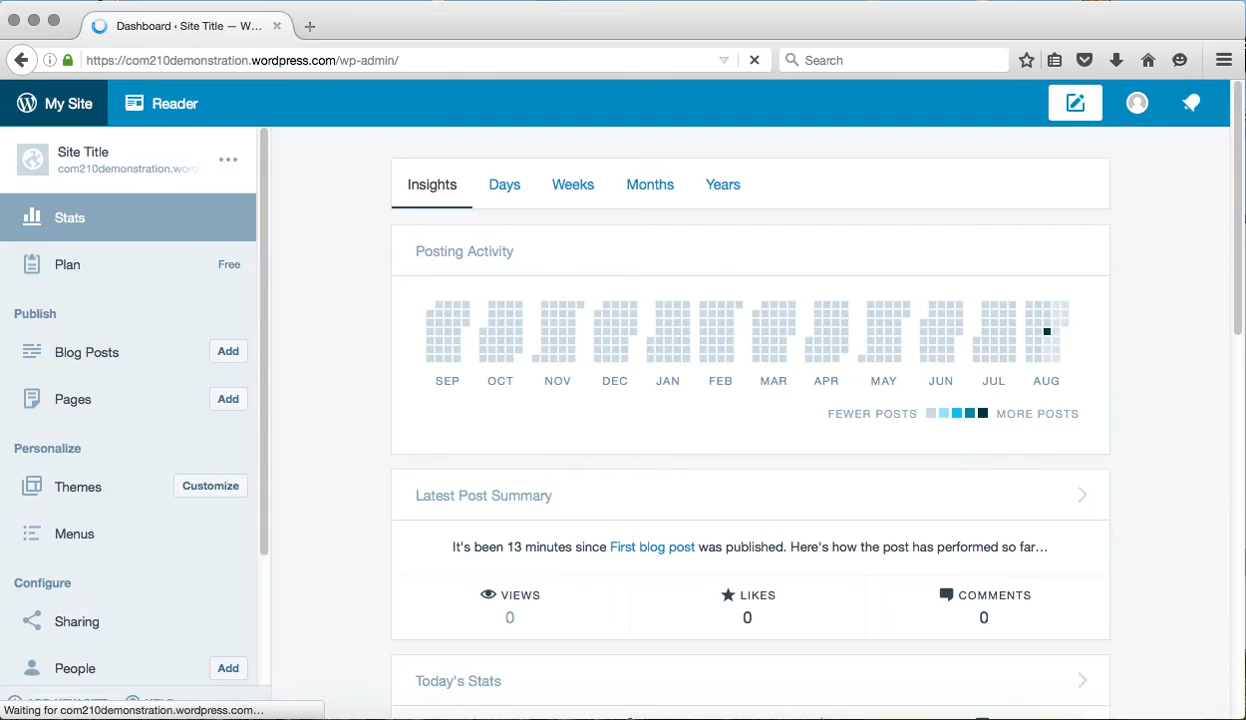 Dashboard ‹ Site Title — W...
https://com210demonstration.wordpress.com/wp-admin/
Search
My Site
Reader
Site Title
com210demonstration.word
Stats
Plan Free
Publish
Blog Posts Add
Pages Add
Personalize
Themes Customize
Menus
Configure
Sharing
People Add
Waiting for com210demonstration.wordpress.com...
Insights Days Weeks Months Years
Posting Activity
SEP OCT NOV DEC JAN FEB MAR APR MAY JUN JUL AUG
FEWER POSTS MORE POSTS
Latest Post Summary
It's been 13 minutes since First blog post was published. Here's how the post has performed so far...
VIEWS LIKES COMMENTS
0 0 0
Today's Stats